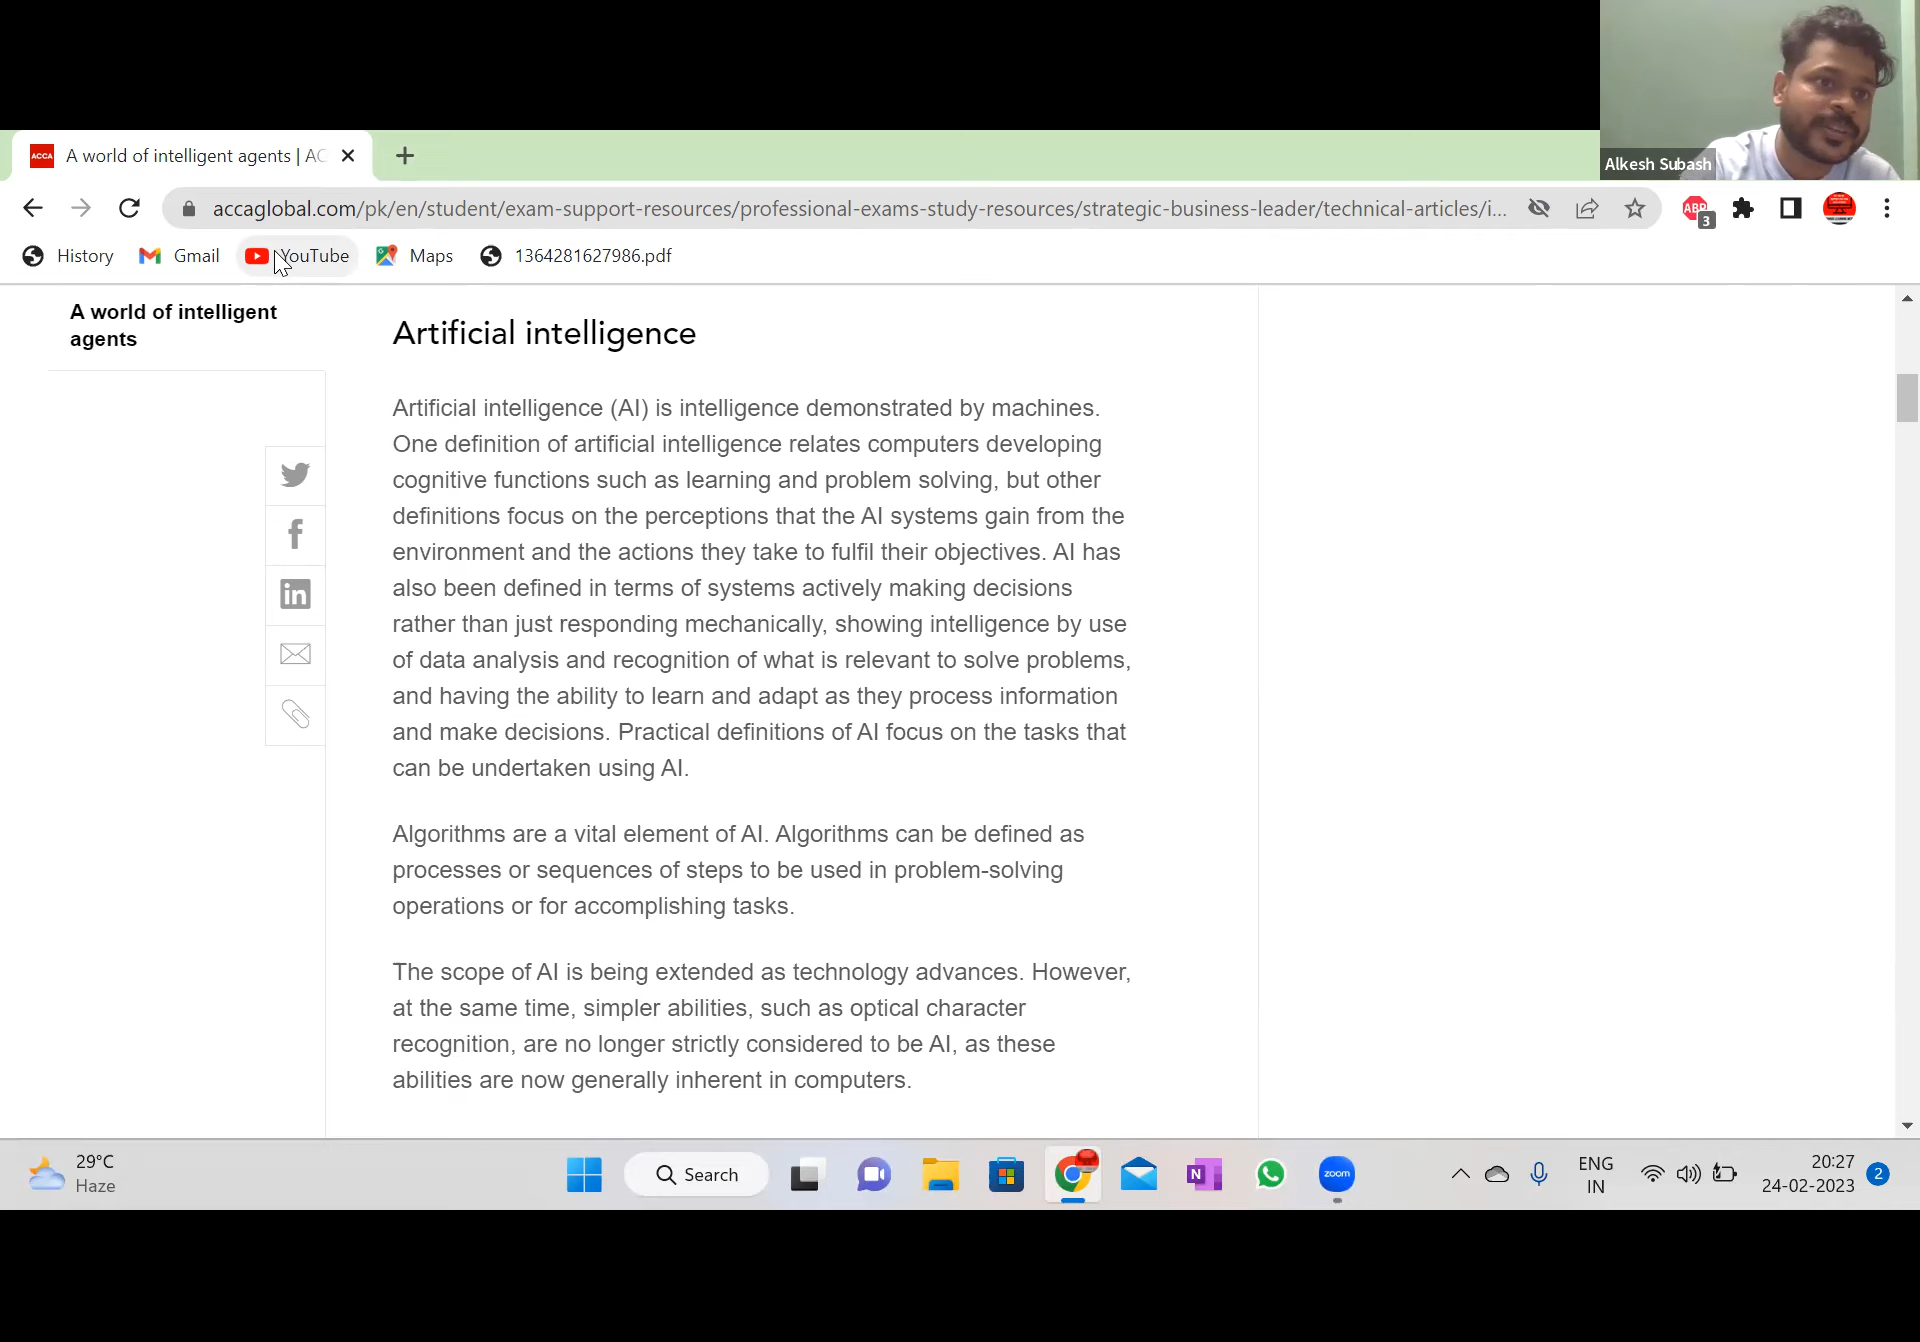 Alkesh Subash
ACCA A world of intelligent agents | AC
accaglobal.com/pk/en/student/exam-support-resources/professional-exams-study-resources/strategic-business-leader/technical-articles/i...
ABP 3
History Gmail YouTube Maps 1364281627986.pdf
A world of intelligent
agents
Artificial intelligence
Artificial intelligence (AI) is intelligence demonstrated by machines.
One definition of artificial intelligence relates computers developing
cognitive functions such as learning and problem solving, but other
definitions focus on the perceptions that the AI systems gain from the
environment and the actions they take to fulfil their objectives. AI has
also been defined in terms of systems actively making decisions
rather than just responding mechanically, showing intelligence by use
of data analysis and recognition of what is relevant to solve problems,
and having the ability to learn and adapt as they process information
and make decisions. Practical definitions of AI focus on the tasks that
can be undertaken using AI.
Algorithms are a vital element of AI. Algorithms can be defined as
processes or sequences of steps to be used in problem-solving
operations or for accomplishing tasks.
The scope of AI is being extended as technology advances. However,
at the same time, simpler abilities, such as optical character
recognition, are no longer strictly considered to be AI, as these
abilities are now generally inherent in computers.
29°C
Haze
Search
N
zoom
ENG
IN
20:27
24-02-2023
2